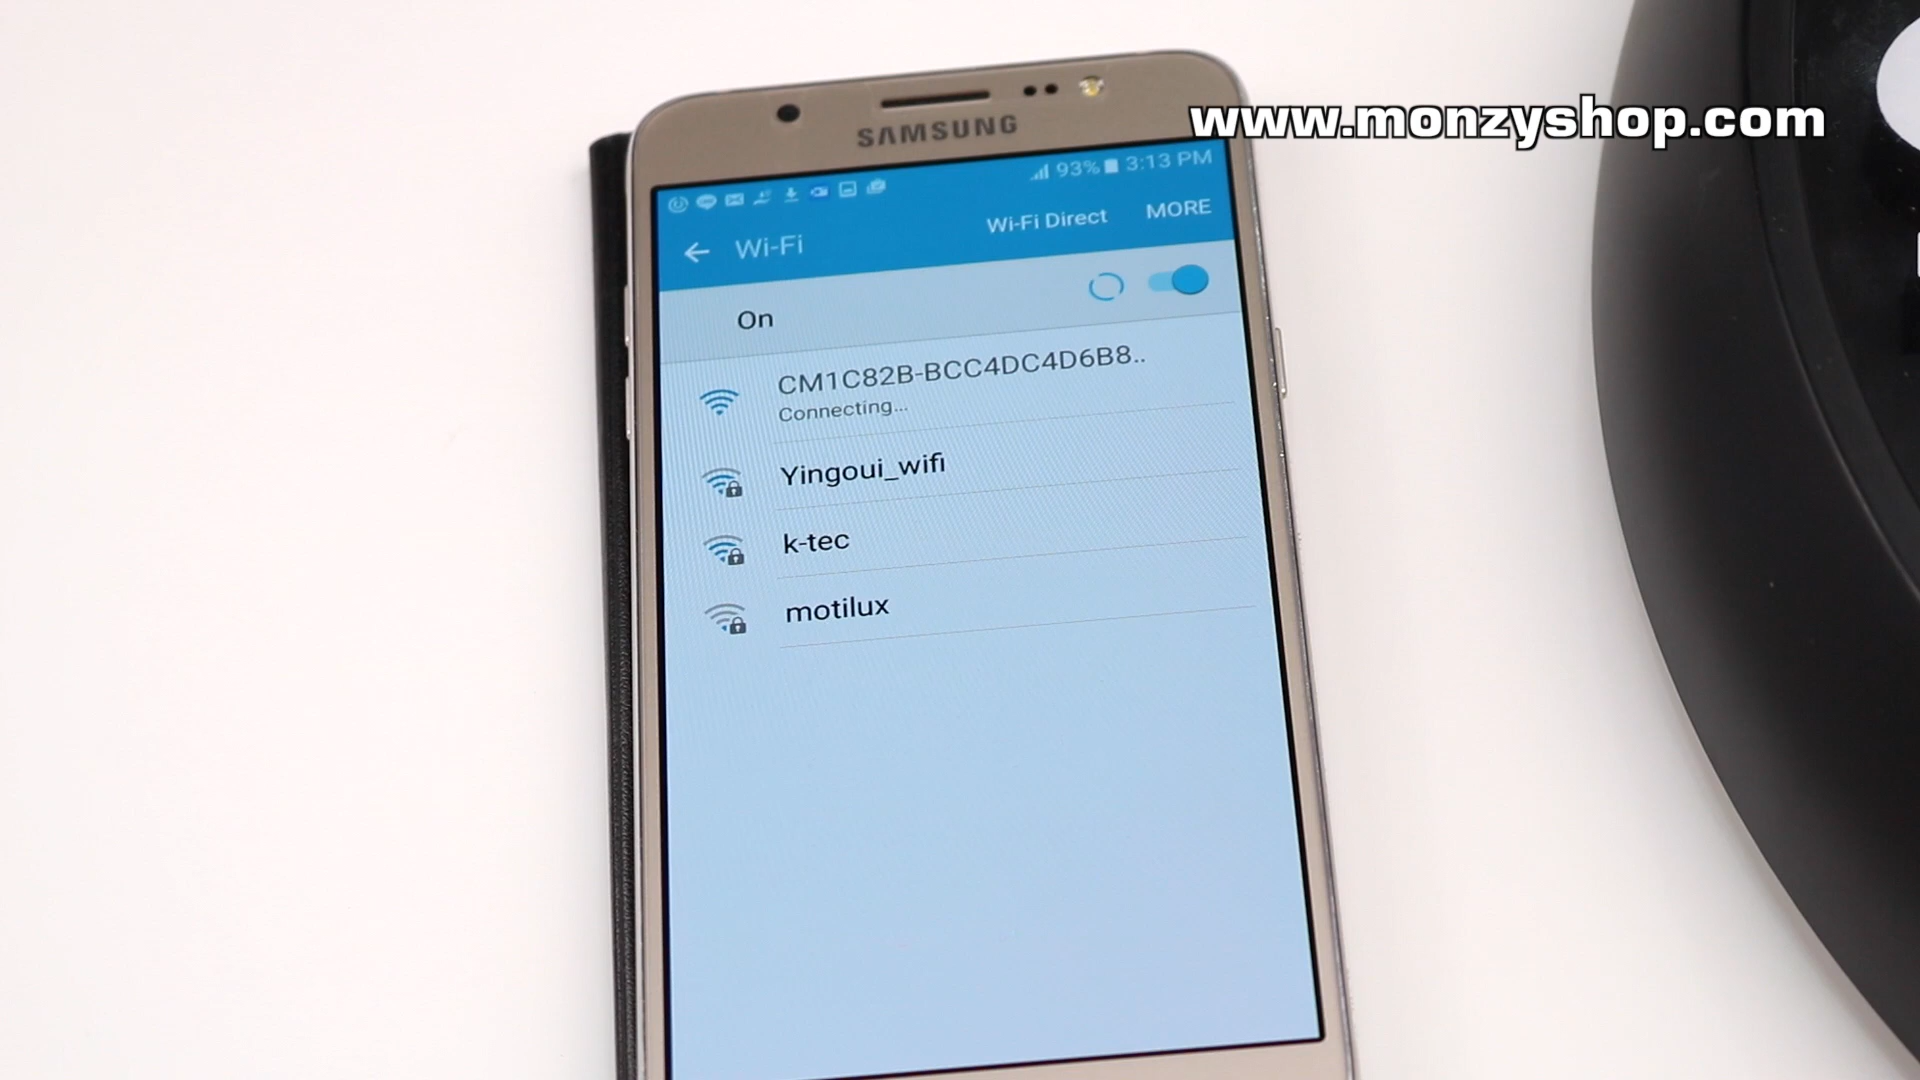 www.monzyshop.com
SAMSUNG
93% 3:13 PM
Wi-Fi
Wi-Fi Direct
MORE
On
CM1C82B-BCC4DC4D6B8..
Connecting...
Yingoui_wifi
k-tec
motilux